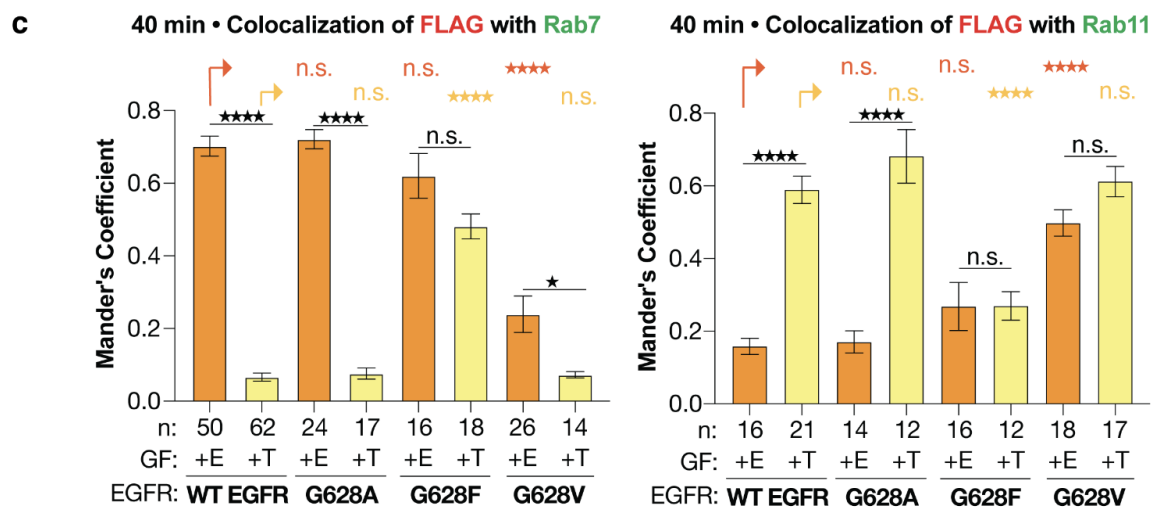 c
40 min • Colocalization of FLAG with Rab7
n.s. n.s. ★★★★
n.s. ★★★★ n.s.
★★★★ ★★★★ n.s. ★
Mander's Coefficient
0.8
0.6
0.4
0.2
0.0
n: 50 62 24 17 16 18 26 14
GF: +E +T +E +T +E +T +E +T
EGFR: WT EGFR G628A G628F G628V
40 min • Colocalization of FLAG with Rab11
n.s. n.s. ★★★★
n.s. ★★★★ n.s.
★★★★ ★★★★ n.s. n.s.
Mander's Coefficient
0.8
0.6
0.4
0.2
0.0
n: 16 21 14 12 16 12 18 17
GF: +E +T +E +T +E +T +E +T
EGFR: WT EGFR G628A G628F G628V